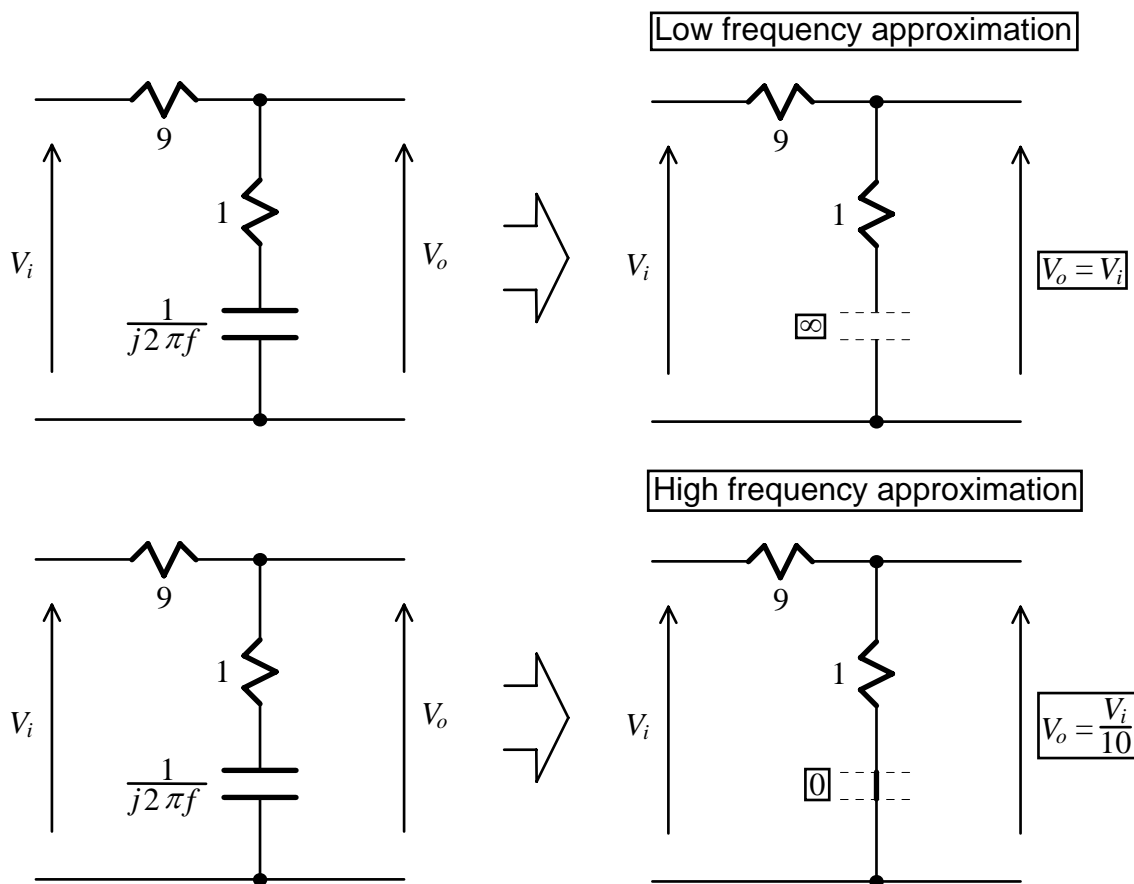 Low frequency approximation
9
1
V_i
V_o
1
j2πf
9
1
V_i
∞
V_o = V_i
High frequency approximation
9
1
V_i
V_o
1
j2πf
9
1
V_i
0
V_o = V_i
10